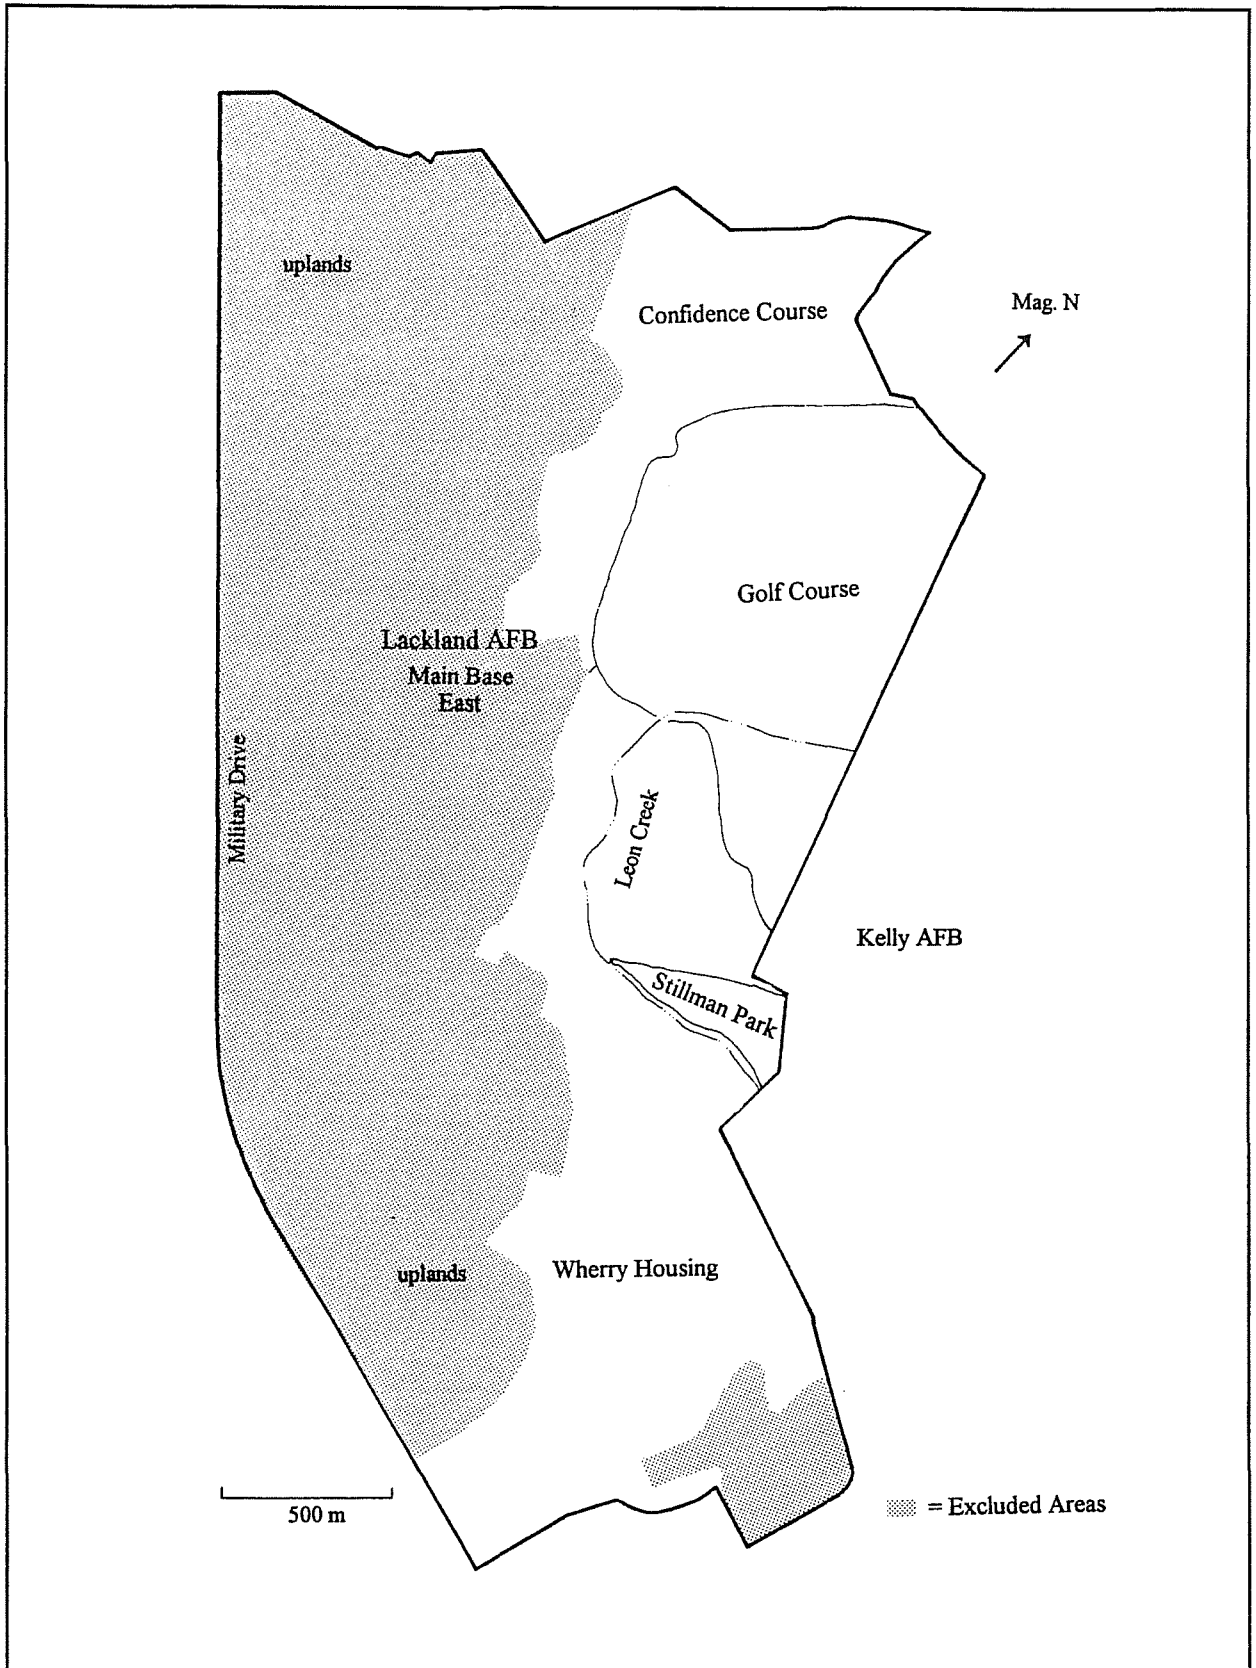 uplands
Confidence Course
Mag. N
Golf Course
Lackland AFB
Main Base
East
Military Drive
Leon Creek
Kelly AFB
Stillman Park
uplands
Wherry Housing
500 m
= Excluded Areas